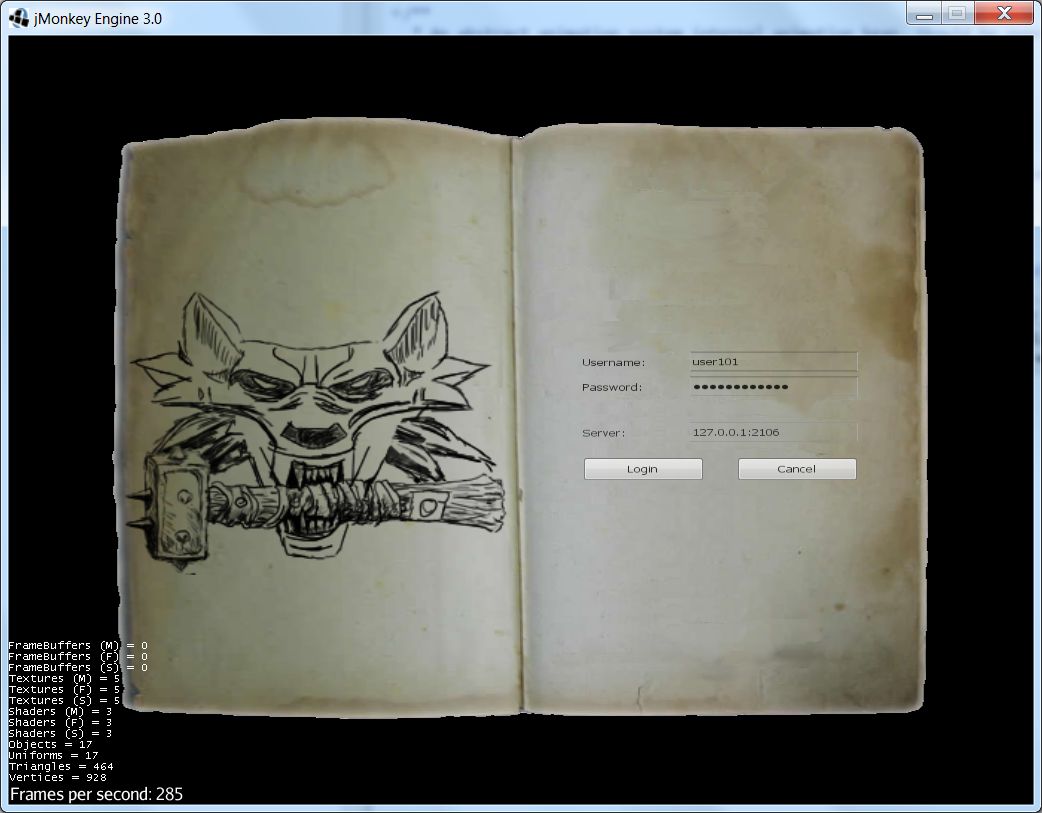 jMonkey Engine 3.0
Username: user101
Password: ●●●●●●●●●●●●
Server: 127.0.0.1:2106
Login Cancel
FrameBuffers (M) = 0
FrameBuffers (F) = 0
FrameBuffers (S) = 0
Textures (M) = 5
Textures (F) = 5
Textures (S) = 5
Shaders (M) = 3
Shaders (F) = 3
Shaders (S) = 3
Objects = 17
Uniforms = 17
Triangles = 464
Vertices = 928
Frames per second: 285